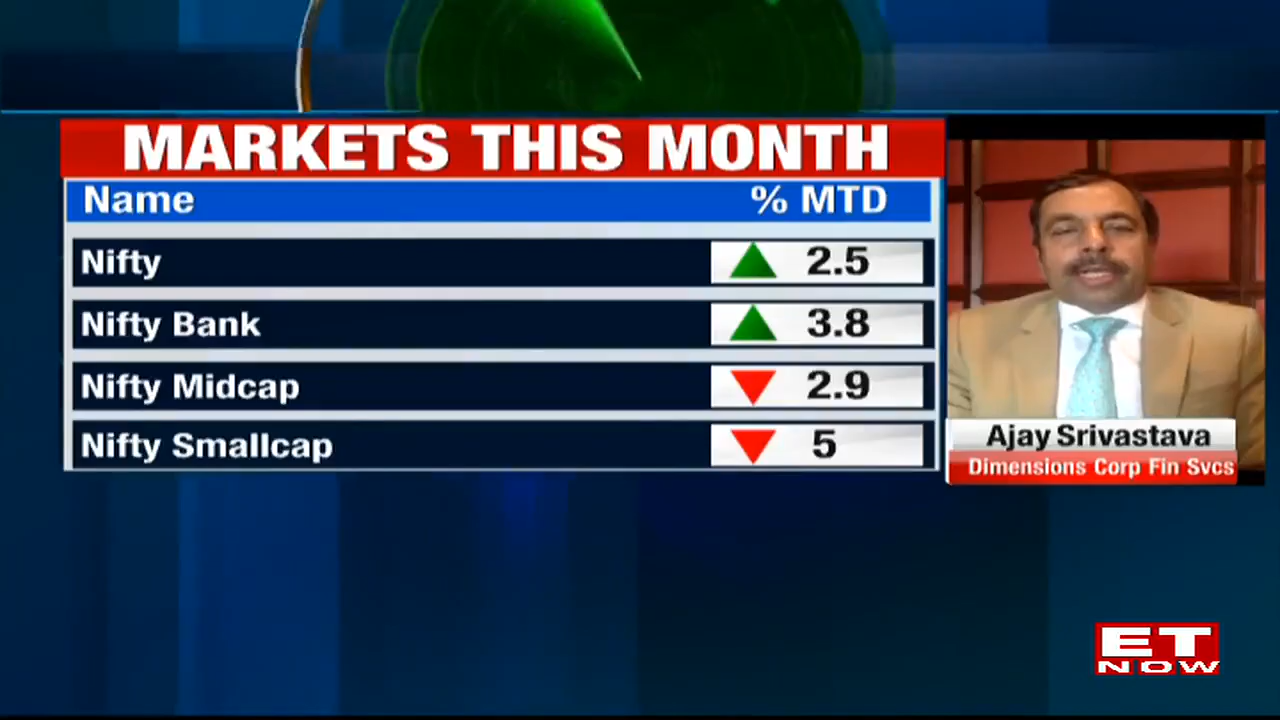 MARKETS THIS MONTH
Name % MTD
Nifty 2.5
Nifty Bank 3.8
Nifty Midcap 2.9
Nifty Smallcap 5
Ajay Srivastava
Dimensions Corp Fin Svcs
ET
NOW